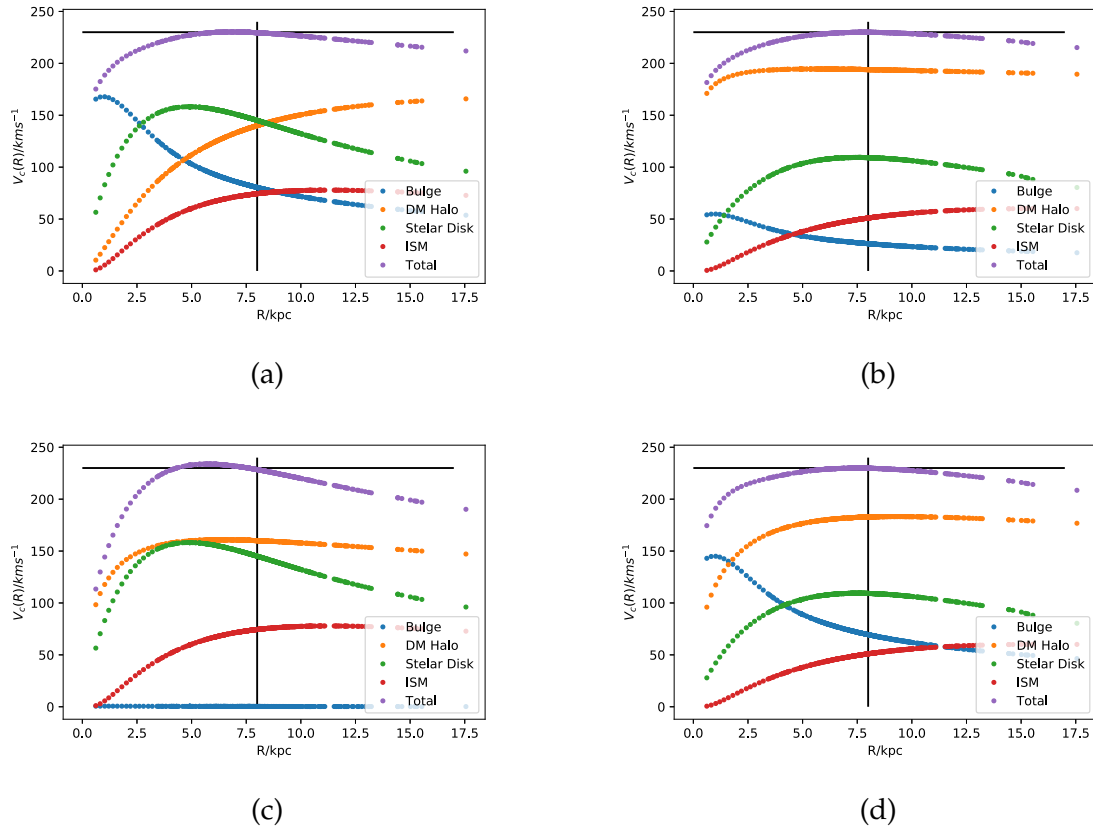 250
200
150
100
50
0
V_c(R)/kms^{-1}
Bulge
DM Halo
Stelar Disk
ISM
Total
0.0 2.5 5.0 7.5 10.0 12.5 15.0 17.5
R/kpc
(a)
250
200
150
100
50
0
V_c(R)/kms^{-1}
Bulge
DM Halo
Stelar Disk
ISM
Total
0.0 2.5 5.0 7.5 10.0 12.5 15.0 17.5
R/kpc
(b)
250
200
150
100
50
0
V_c(R)/kms^{-1}
Bulge
DM Halo
Stelar Disk
ISM
Total
0.0 2.5 5.0 7.5 10.0 12.5 15.0 17.5
R/kpc
(c)
250
200
150
100
50
0
V_c(R)/kms^{-1}
Bulge
DM Halo
Stelar Disk
ISM
Total
0.0 2.5 5.0 7.5 10.0 12.5 15.0 17.5
R/kpc
(d)